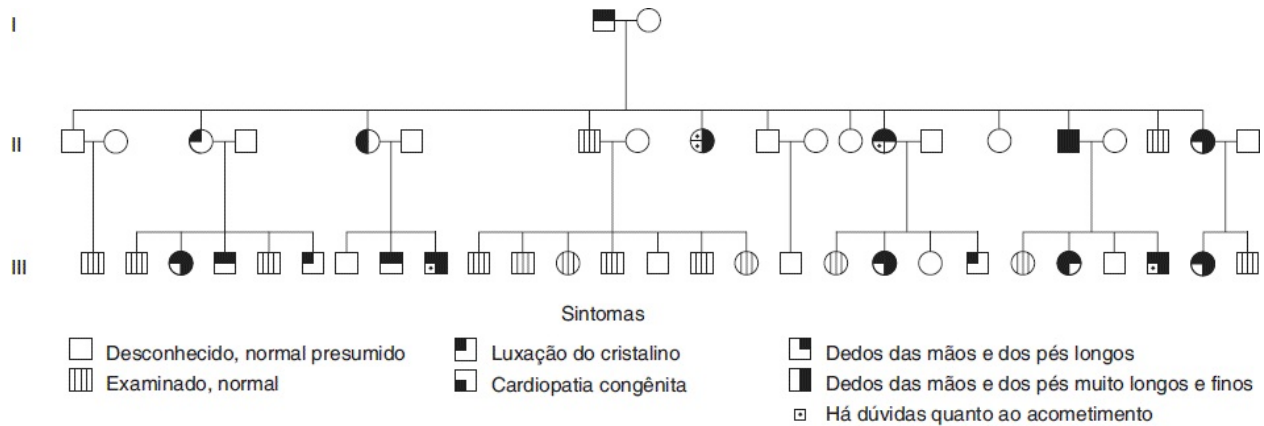 I
II
III
Sintomas
Desconhecido, normal presumido
Examinado, normal
Luxação do cristalino
Cardiopatia congênita
Dedos das mãos e dos pés longos
Dedos das mãos e dos pés muito longos e finos
Há dúvidas quanto ao acometimento